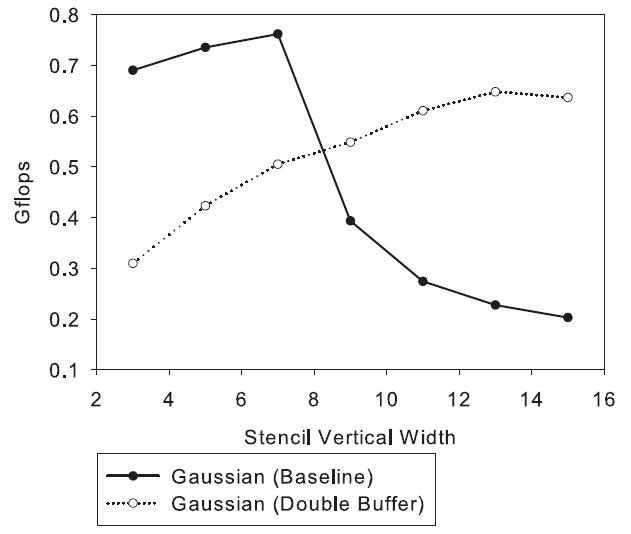 0.8
0.7
0.6
0.5
0.4
0.3
0.2
0.1
Gflops
2 4 6 8 10 12 14 16
Stencil Vertical Width
Gaussian (Baseline)
Gaussian (Double Buffer)